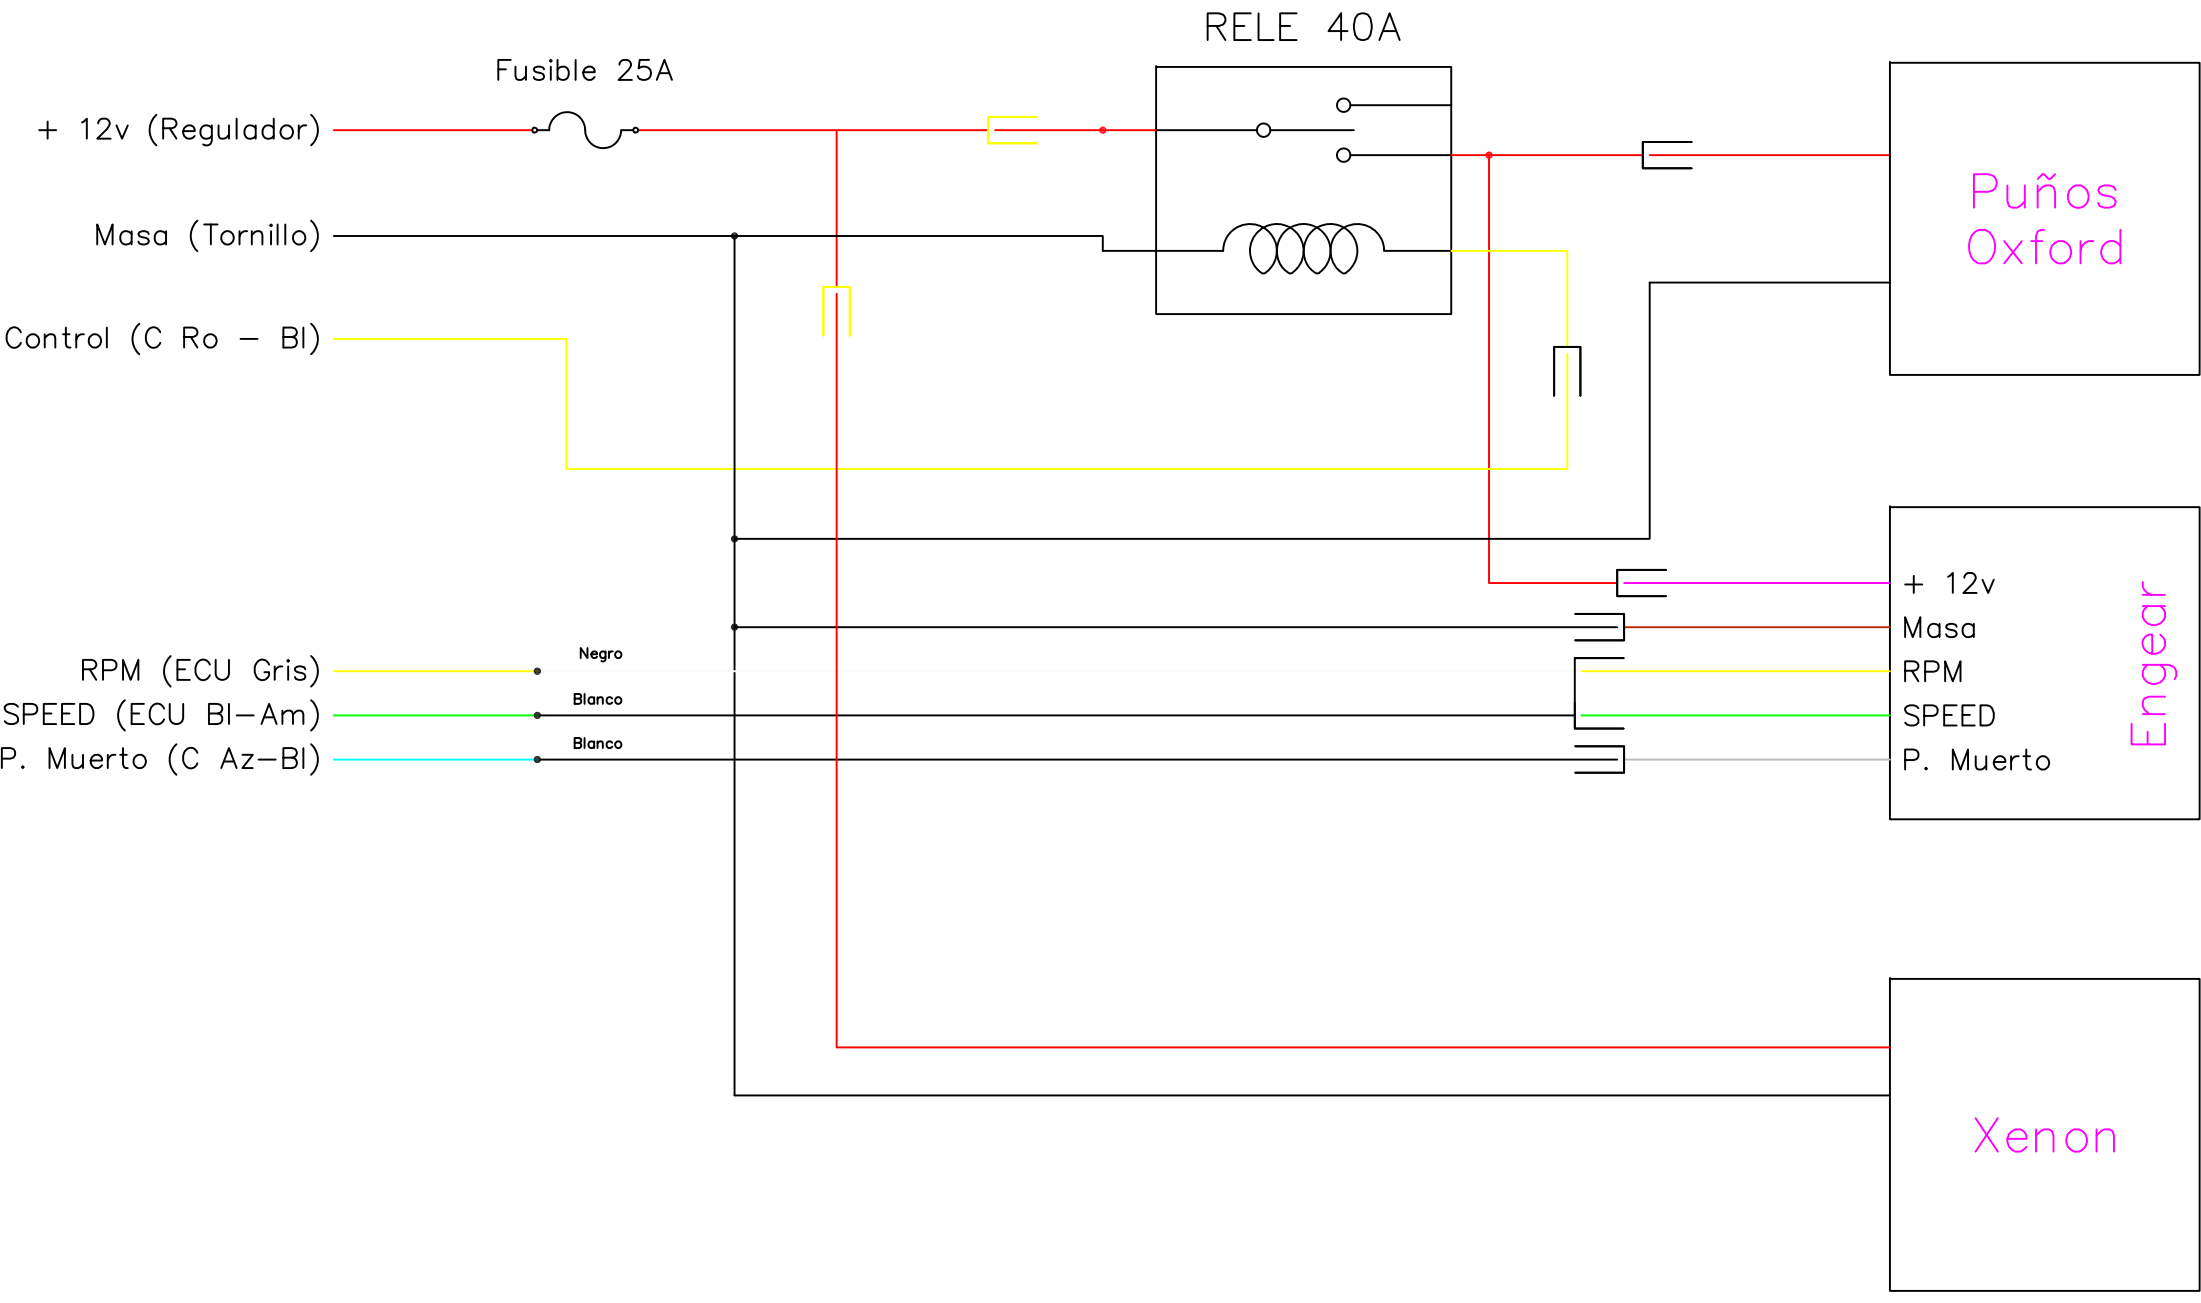 RELE 40A
Fusible 25A
+ 12v (Regulador)
Puños
Oxford
Masa (Tornillo)
Control (C Ro - Bl)
+ 12v
Masa
RPM
SPEED
P. Muerto
Engear
Negro
RPM (ECU Gris)
Blanco
SPEED (ECU Bl-Am)
Blanco
P. Muerto (C Az-Bl)
Xenon